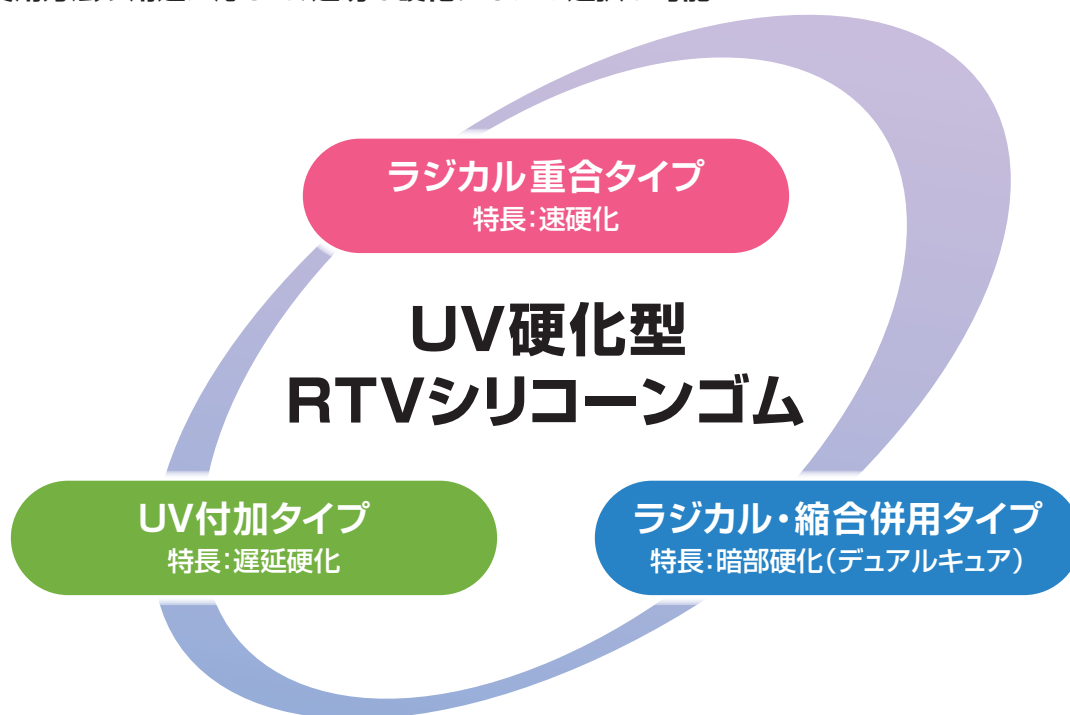 ラジカル重合タイプ
特長:速硬化
UV硬化型
RTVシリコーンゴム
UV付加タイプ
特長:遅延硬化
ラジカル・縮合併用タイプ
特長:暗部硬化(デュアルキュア)